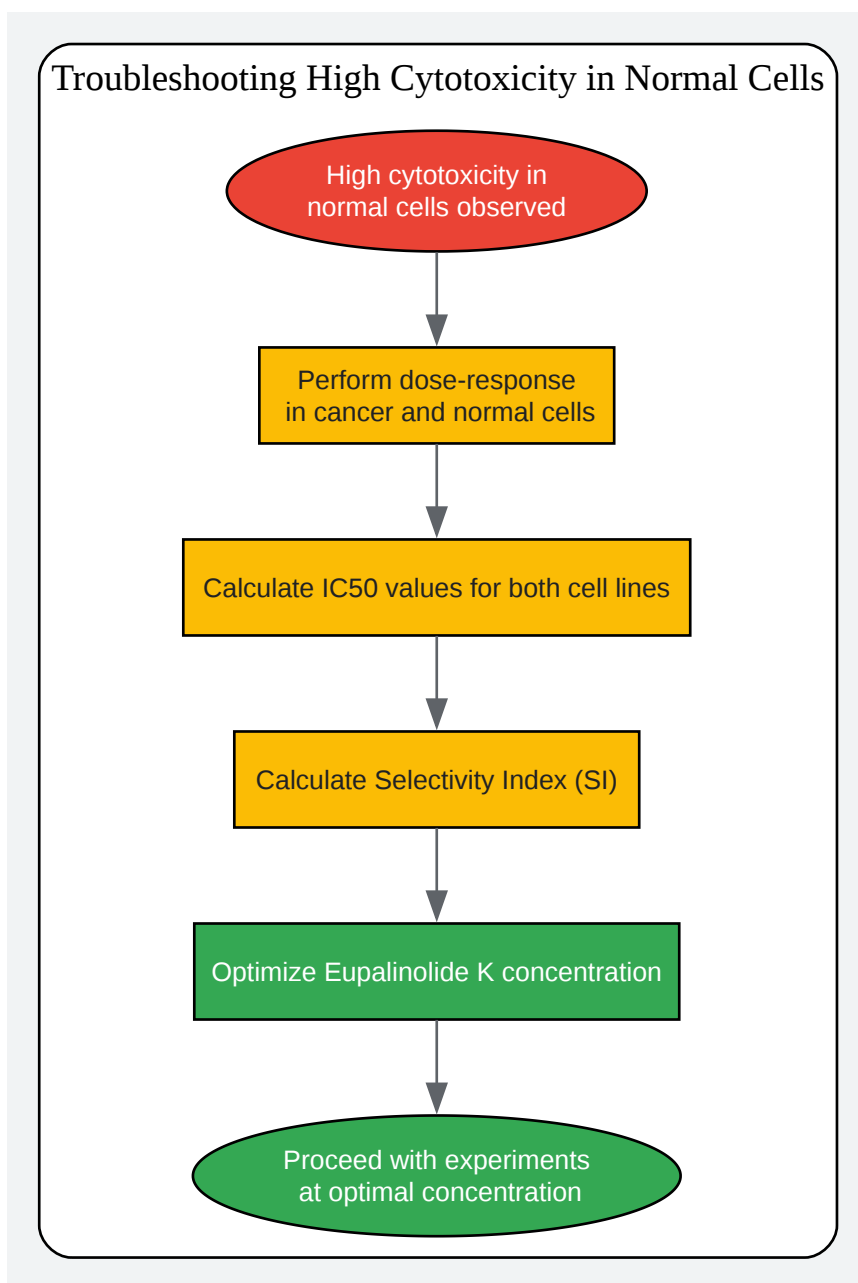 Troubleshooting High Cytotoxicity in Normal Cells
High cytotoxicity in
normal cells observed
Perform dose-response
in cancer and normal cells
Calculate IC50 values for both cell lines
Calculate Selectivity Index (SI)
Optimize Eupalinolide K concentration
Proceed with experiments
at optimal concentration